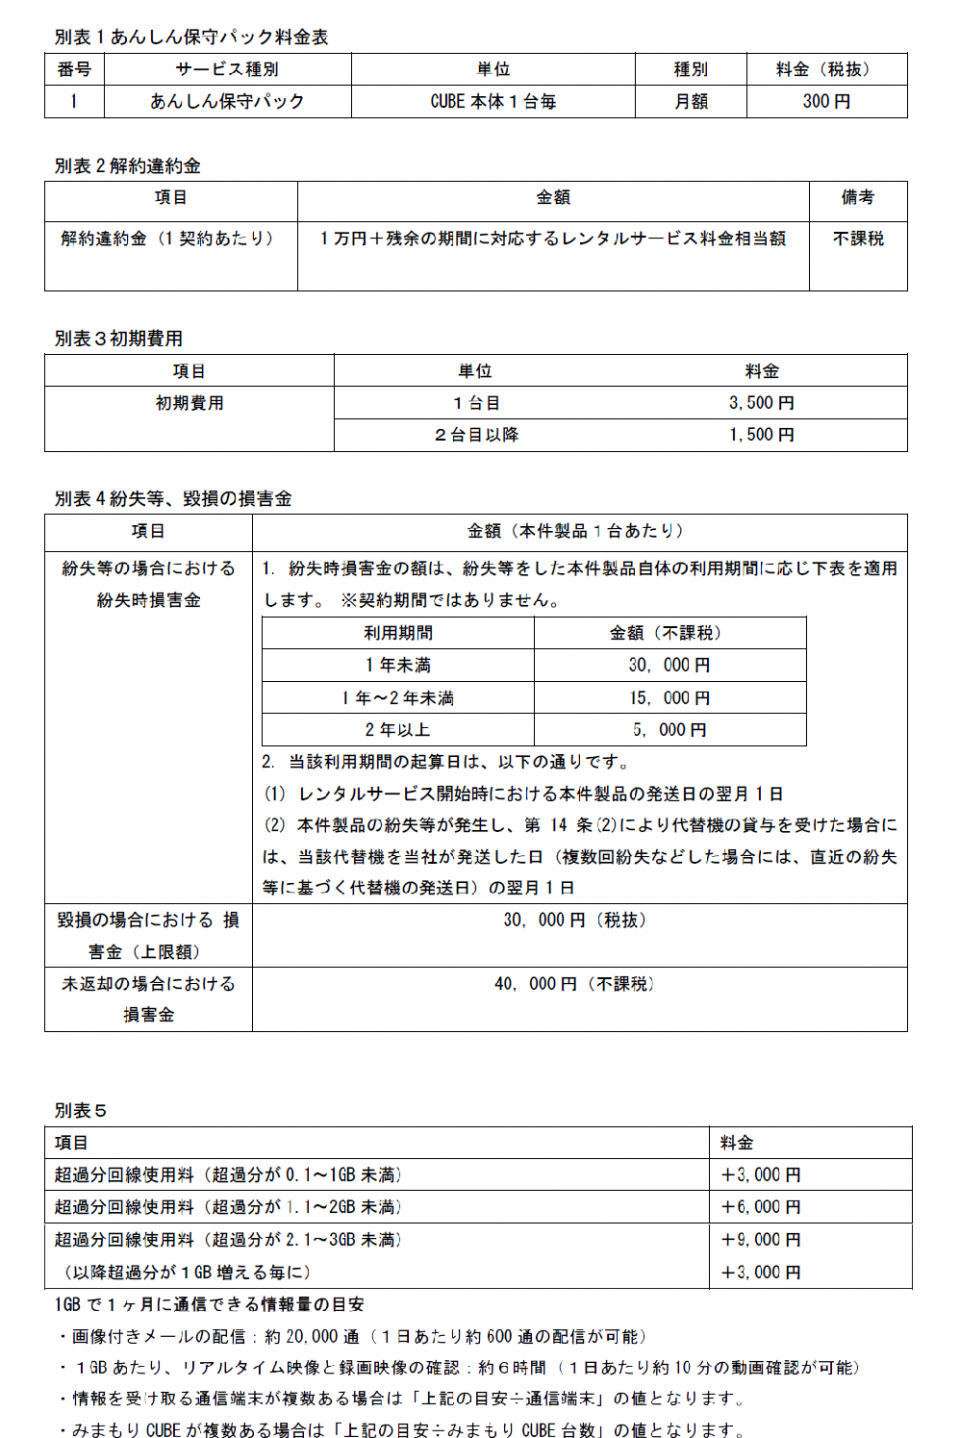 別表１あんしん保守パック料金表
番号 サービス種別 単位 種別 料金（税抜）
1 あんしん保守パック CUBE 本体１台毎 月額 300 円
別表２解約違約金
項目 金額 備考
解約違約金（1 契約あたり） １万円＋残余の期間に対応するレンタルサービス料金相当額 不課税
別表３初期費用
項目 単位 料金
初期費用 １台目 3,500 円
２台目以降 1,500 円
別表４紛失等、毀損の損害金
項目 金額（本件製品１台あたり）
紛失等の場合における
紛失時損害金
1. 紛失時損害金の額は、紛失等をした本件製品自体の利用期間に応じ下表を適用
します。 ※契約期間ではありません。
利用期間 金額（不課税）
1 年未満 30, 000 円
1 年～2 年未満 15, 000 円
2 年以上 5, 000 円
2. 当該利用期間の起算日は、以下の通りです。
(1) レンタルサービス開始時における本件製品の発送日の翌月１日
(2) 本件製品の紛失等が発生し、第 14 条(2)により代替機の貸与を受けた場合に
は、当該代替機を当社が発送した日（複数回紛失などした場合には、直近の紛失
等に基づく代替機の発送日）の翌月１日
毀損の場合における 損
害金（上限額）
30, 000 円（税抜）
未返却の場合における
損害金
40, 000 円（不課税）
別表５
項目 料金
超過分回線使用料（超過分が 0.1～1GB 未満） ＋3,000 円
超過分回線使用料（超過分が 1.1～2GB 未満） ＋6,000 円
超過分回線使用料（超過分が 2.1～3GB 未満） ＋9,000 円
（以降超過分が１GB 増える毎に） ＋3,000 円
1GB で１ヶ月に通信できる情報量の目安
・画像付きメールの配信：約 20,000 通（１日あたり約 600 通の配信が可能）
・１GB あたり、リアルタイム映像と録画映像の確認：約６時間（１日あたり約 10 分の動画確認が可能）
・情報を受け取る通信端末が複数ある場合は「上記の目安÷通信端末」の値となります。
・みまもり CUBE が複数ある場合は「上記の目安÷みまもり CUBE 台数」の値となります。